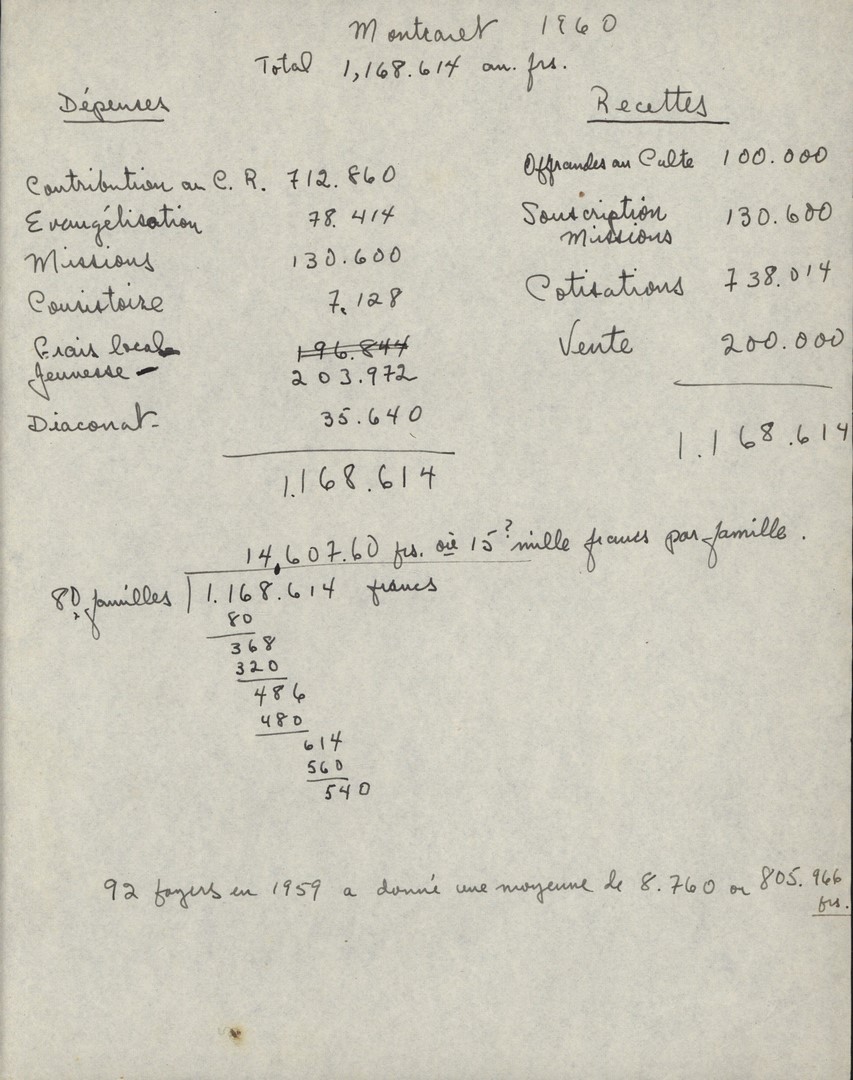 Montcaret 1960
Total 1,168.614 an. frs.
Dépenses
Contribution au C. R. 712.860
Evangélisation 78.414
Missions 130.600
Consistoire 7.128
Frais local 196.844
Jeunesse - 203.972
Diaconat - 35.640
1.168.614
Recettes
Offrandes au Culte 100.000
Souscription 130.600
Missions
Cotisations 738.014
Vente 200.000
1.168.614
14,607.60 frs. où 15? mille francs par famille.
80 familles 1.168.614 francs
80
368
320
486
480
614
560
540
92 foyers en 1959 a donné une moyenne de 8.760 or 805.966
frs.